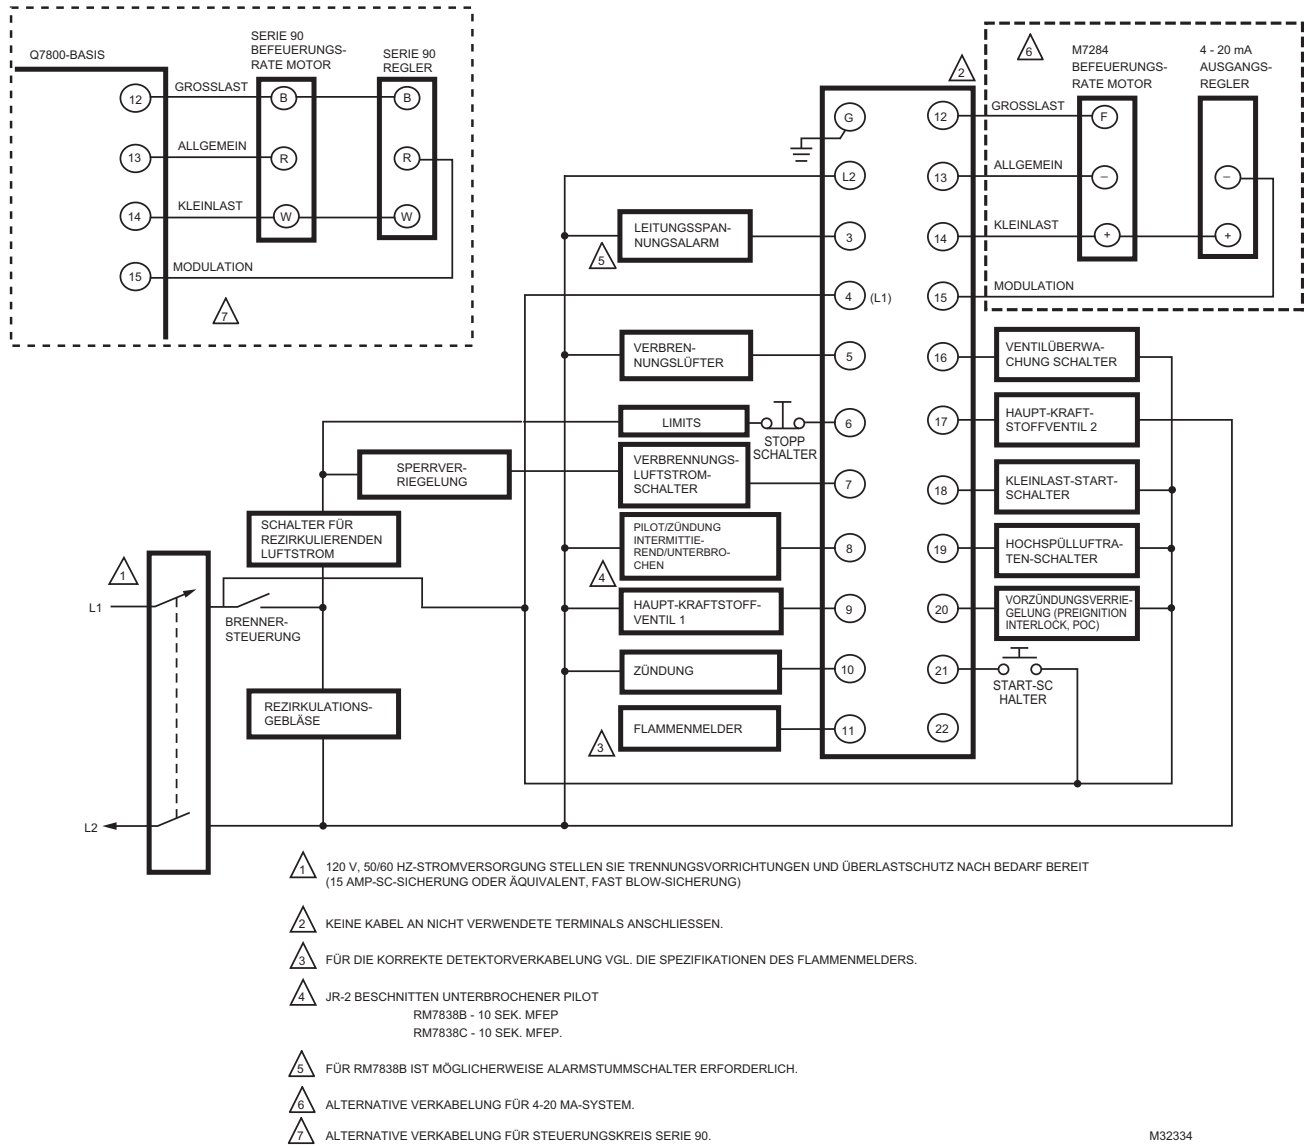 Q7800-BASIS
SERIE 90
BEFEUERUNGS-
RATE MOTOR
SERIE 90
REGLER
12
GROSSLAST
B
B
13
ALLGEMEIN
R
R
14
KLEINLAST
W
W
15
MODULATION
7
2
6
M7284
BEFEUERUNGS-
RATE MOTOR
4 - 20 mA
AUSGANGS-
REGLER
G
12
GROSSLAST
F
L2
13
ALLGEMEIN
–
–
LEITUNGSSPAN-
NUNGSALARM
5
3
14
KLEINLAST
+
+
4
(L1)
15
MODULATION
VERBREN-
NUNGSLÜFTER
5
16
VENTILÜBERWA-
CHUNG SCHALTER
LIMITS
STOPP
SCHALTER
6
17
HAUPT-KRAFT-
STOFFVENTIL 2
SPERRVER-
RIEGELUNG
VERBRENNUNGS-
LUFTSTROM-
SCHALTER
7
18
KLEINLAST-START-
SCHALTER
SCHALTER FÜR
REZIRKULIERENDEN
LUFTSTROM
PILOT/ZÜNDUNG
INTERMITTIE-
REND/UNTERBRO-
CHEN
4
8
19
HOCHSPÜLLUFTRA-
TEN-SCHALTER
1
L1
BRENNER-
STEUERUNG
HAUPT-KRAFTSTOFF-
VENTIL 1
9
20
VORZÜNDUNGSVERRIE-
GELUNG (PREIGNITION
INTERLOCK, POC)
ZÜNDUNG
10
21
START-SC
HALTER
REZIRKULATIONS-
GEBLÄSE
FLAMMENMELDER
3
11
22
L2
1 120 V, 50/60 HZ-STROMVERSORGUNG STELLEN SIE TRENNUNGSVORRICHTUNGEN UND ÜBERLASTSCHUTZ NACH BEDARF BEREIT
(15 AMP-SC-SICHERUNG ODER ÄQUIVALENT, FAST BLOW-SICHERUNG)
2 KEINE KABEL AN NICHT VERWENDETE TERMINALS ANSCHLIESSEN.
3 FÜR DIE KORREKTE DETEKTORVERKABELUNG VGL. DIE SPEZIFIKATIONEN DES FLAMMENMELDERS.
4 JR-2 BESCHNITTEN UNTERBROCHENER PILOT
RM7838B - 10 SEK. MFEP
RM7838C - 10 SEK. MFEP.
5 FÜR RM7838B IST MÖGLICHERWEISE ALARMSTUMMSCHALTER ERFORDERLICH.
6 ALTERNATIVE VERKABELUNG FÜR 4-20 MA-SYSTEM.
7 ALTERNATIVE VERKABELUNG FÜR STEUERUNGSKREIS SERIE 90.
M32334